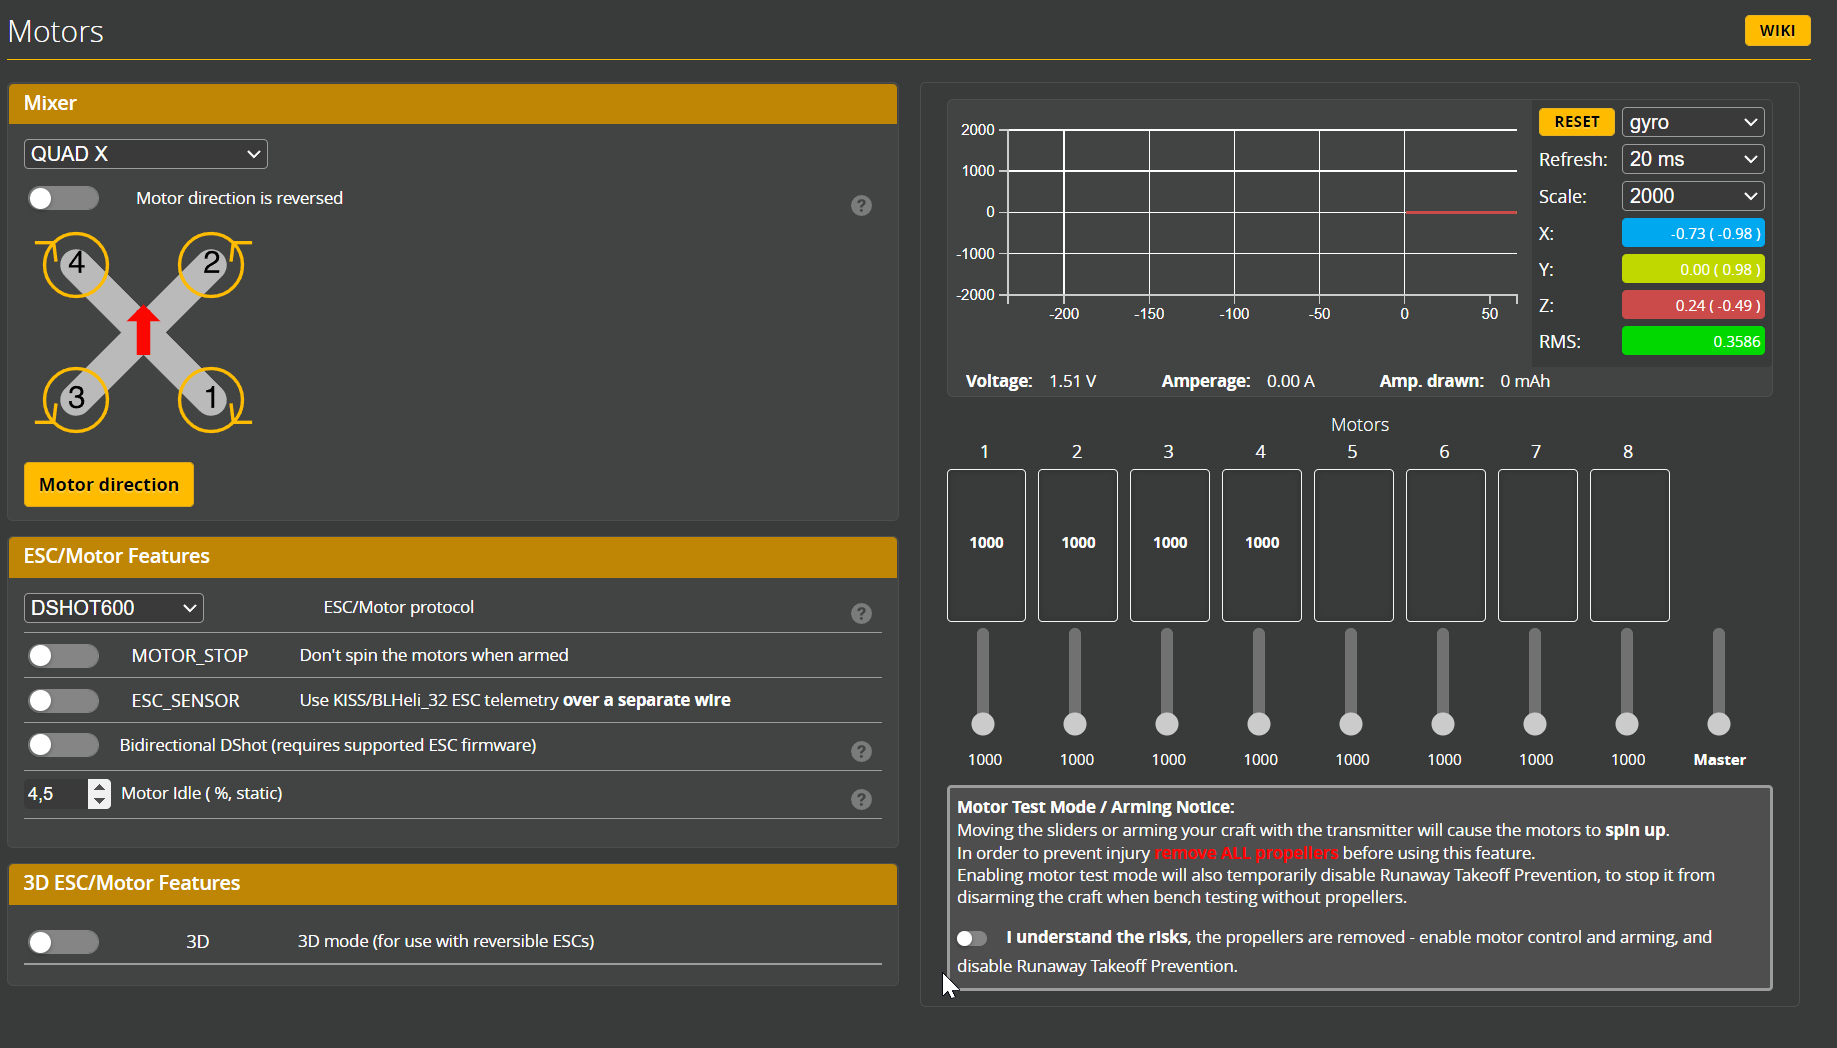 Motors
WIKI
Mixer
QUAD X
Motor direction is reversed
?
4
2
3
1
Motor direction
ESC/Motor Features
DSHOT600
ESC/Motor protocol
?
MOTOR_STOP
Don't spin the motors when armed
ESC_SENSOR
Use KISS/BLHeli_32 ESC telemetry over a separate wire
Bidirectional DShot (requires supported ESC firmware)
?
4,5
Motor Idle ( %, static)
?
3D ESC/Motor Features
3D
3D mode (for use with reversible ESCs)
2000
1000
0
-1000
-2000
-200 -150 -100 -50 0 50
RESET gyro
Refresh: 20 ms
Scale: 2000
X: -0.73 ( -0.98 )
Y: 0.00 ( 0.98 )
Z: 0.24 ( -0.49 )
RMS: 0.3586
Voltage: 1.51 V Amperage: 0.00 A Amp. drawn: 0 mAh
Motors
1 2 3 4 5 6 7 8
1000 1000 1000 1000
1000 1000 1000 1000 1000 1000 1000 1000 Master
Motor Test Mode / Arming Notice:
Moving the sliders or arming your craft with the transmitter will cause the motors to spin up.
In order to prevent injury remove ALL propellers before using this feature.
Enabling motor test mode will also temporarily disable Runaway Takeoff Prevention, to stop it from
disarming the craft when bench testing without propellers.
I understand the risks, the propellers are removed - enable motor control and arming, and
disable Runaway Takeoff Prevention.